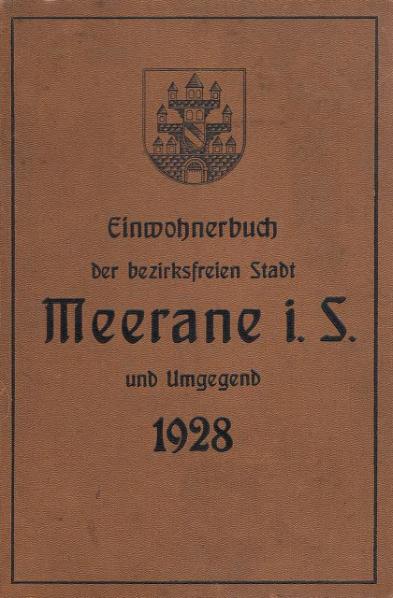 Einwohnerbuch
der bezirksfreien Stadt
Meerane i. S.
und Umgegend
1928